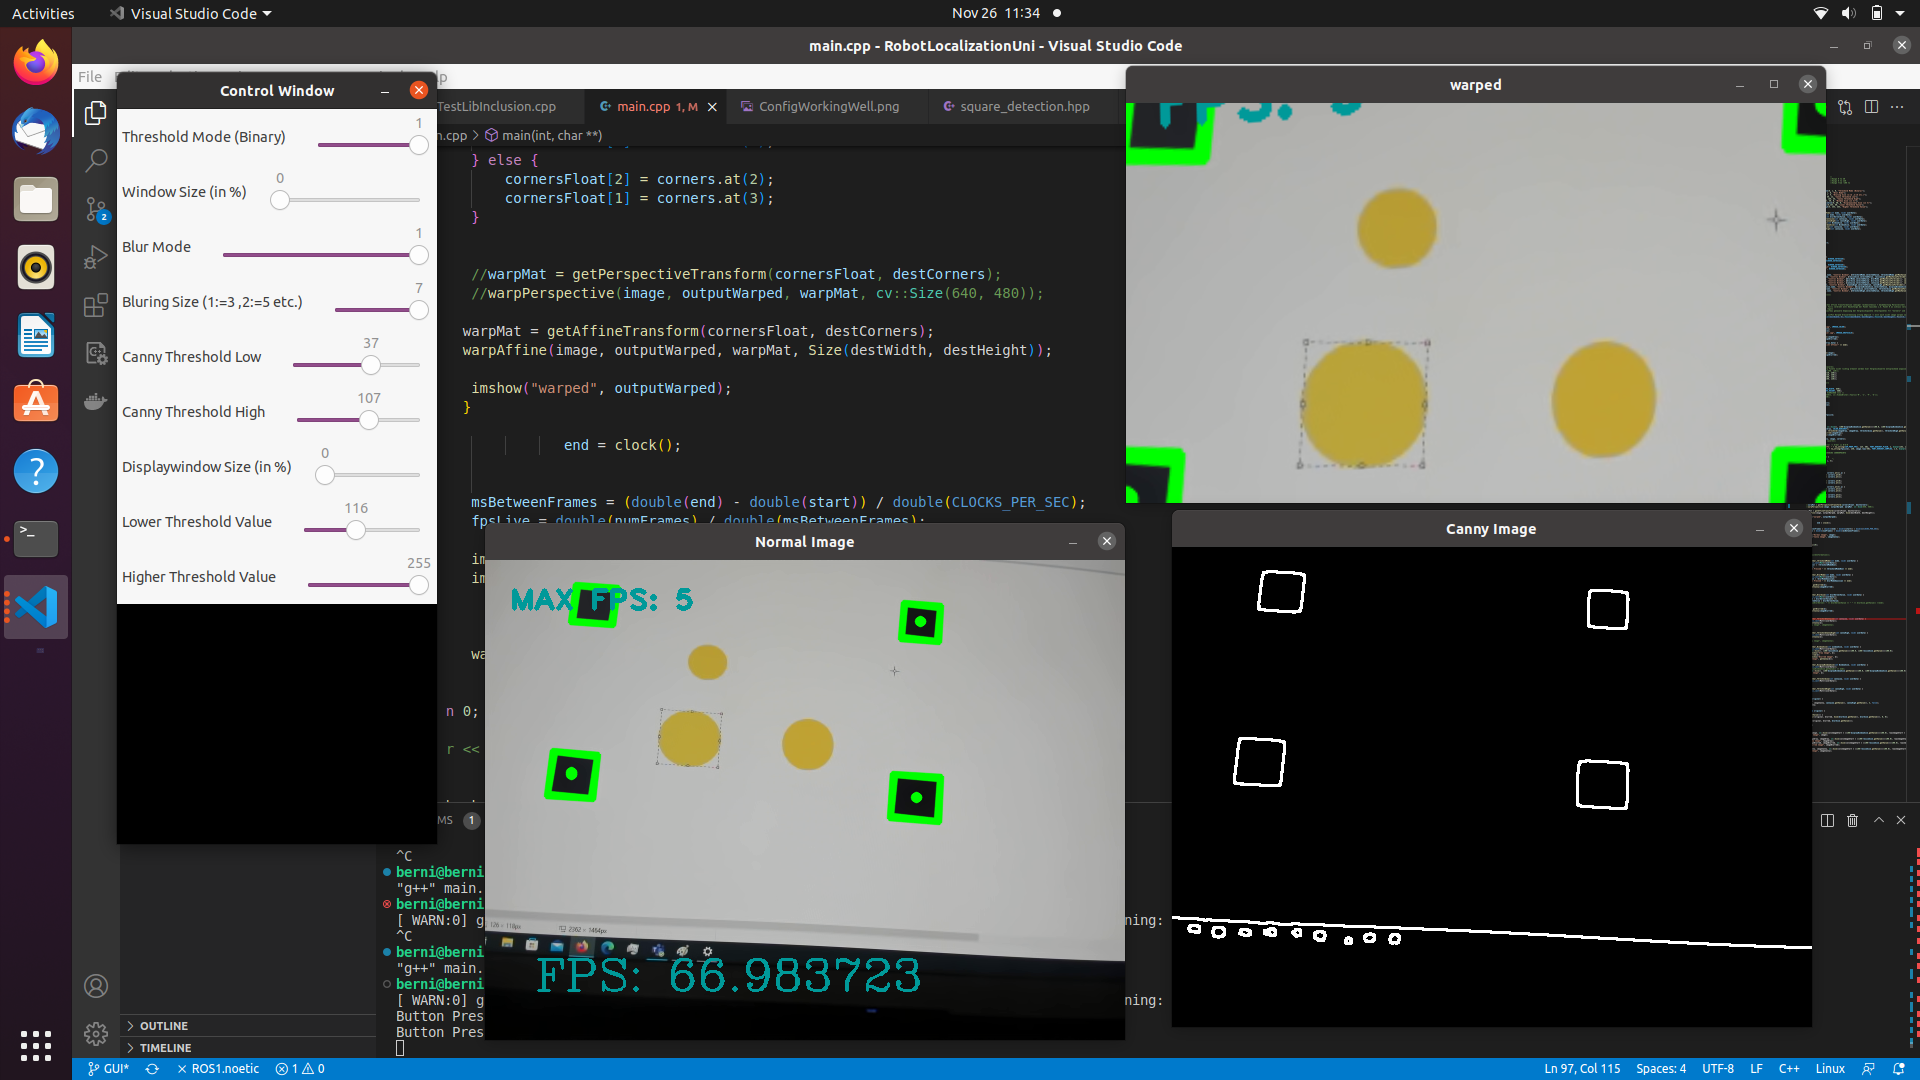 Activities
Visual Studio Code
Nov 26 11:34
main.cpp - RobotLocalizationUni - Visual Studio Code
File
Control Window
Threshold Mode (Binary)
1
Window Size (in %)
0
Blur Mode
1
Bluring Size (1:=3 ,2:=5 etc.)
7
Canny Threshold Low
37
Canny Threshold High
107
Displaywindow Size (in %)
0
Lower Threshold Value
116
Higher Threshold Value
255
TestLibInclusion.cpp
main.cpp 1, M
ConfigWorkingWell.png
square_detection.hpp
n.cpp > main(int, char **)
} else {
cornersFloat[2] = corners.at(2);
cornersFloat[1] = corners.at(3);
}
//warpMat = getPerspectiveTransform(cornersFloat, destCorners);
//warpPerspective(image, outputWarped, warpMat, cv::Size(640, 480));
warpMat = getAffineTransform(cornersFloat, destCorners);
warpAffine(image, outputWarped, warpMat, Size(destWidth, destHeight));
imshow("warped", outputWarped);
}
end = clock();
msBetweenFrames = (double(end) - double(start)) / double(CLOCKS_PER_SEC);
fpsLive = double(numFrames) / double(msBetweenFrames);
im
im
wa
n 0;
r <<
warped
Normal Image
MAX FPS: 5
126 × 118px
2362 × 1464px
FPS: 66.983723
Canny Image
MS 1
^C
berni@berni
"g++" main.
berni@berni
[ WARN:0] g
ning:
^C
berni@berni
"g++" main.
berni@berni
[ WARN:0] g
ning:
Button Pres
Button Pres
OUTLINE
TIMELINE
2
GUI*
ROS1.noetic
1
0
Ln 97, Col 115
Spaces: 4
UTF-8
LF
C++
Linux